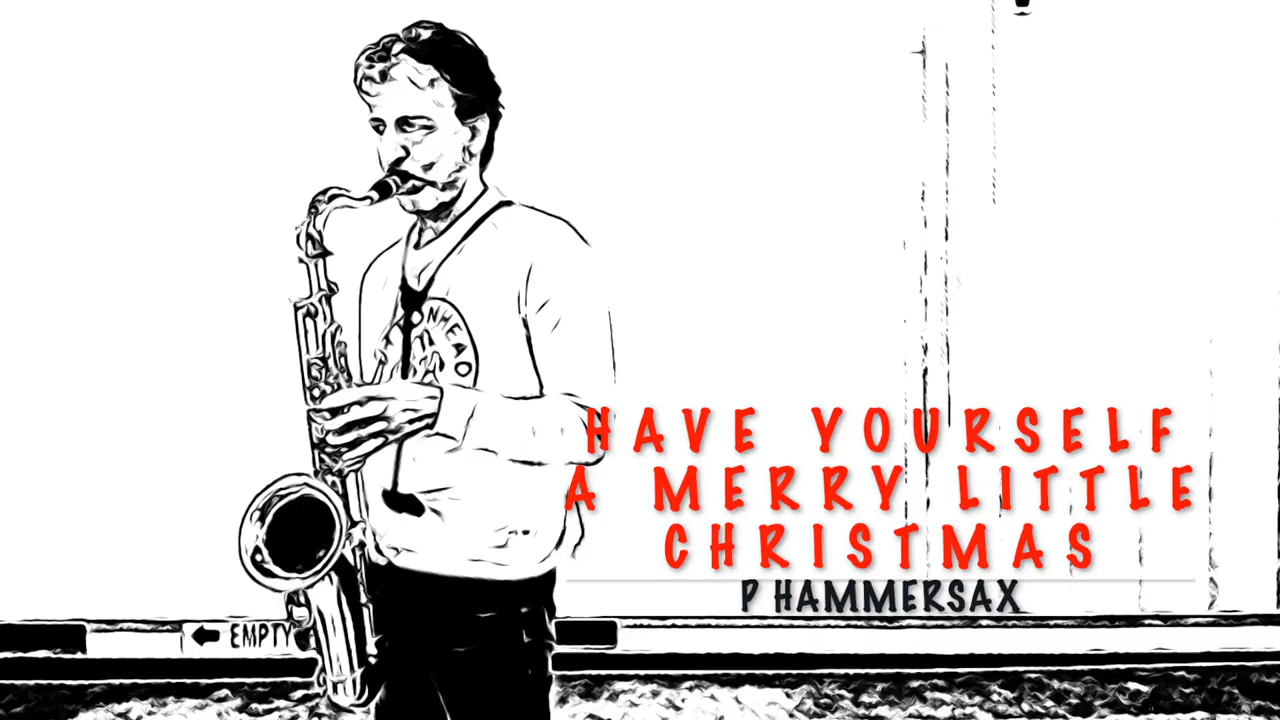 HAVE YOURSELF
A MERRY LITTLE
CHRISTMAS
P HAMMERSAX
EMPTY